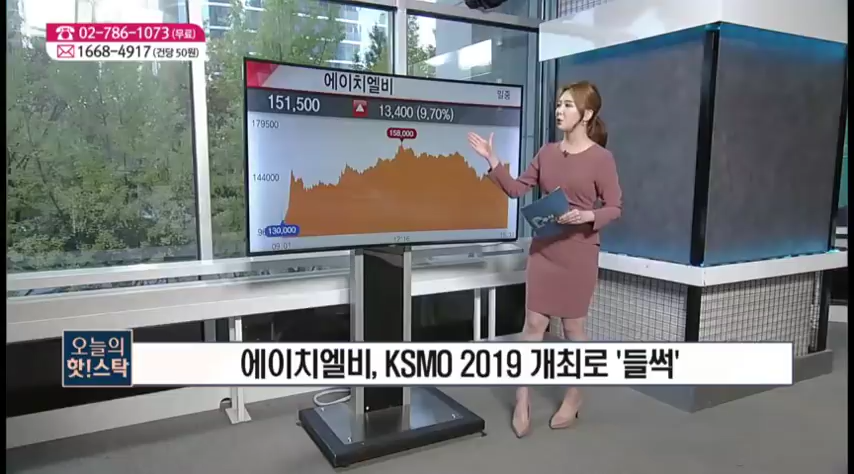 02-786-1073 (무료)
1668-4917 (건당 50원)
에이치엘비
일중
151,500 13,400 (9,70%)
179500
158,000
144000
130,000
09:01
오늘의
핫!스탁
에이치엘비, KSMO 2019 개최로 '들썩'